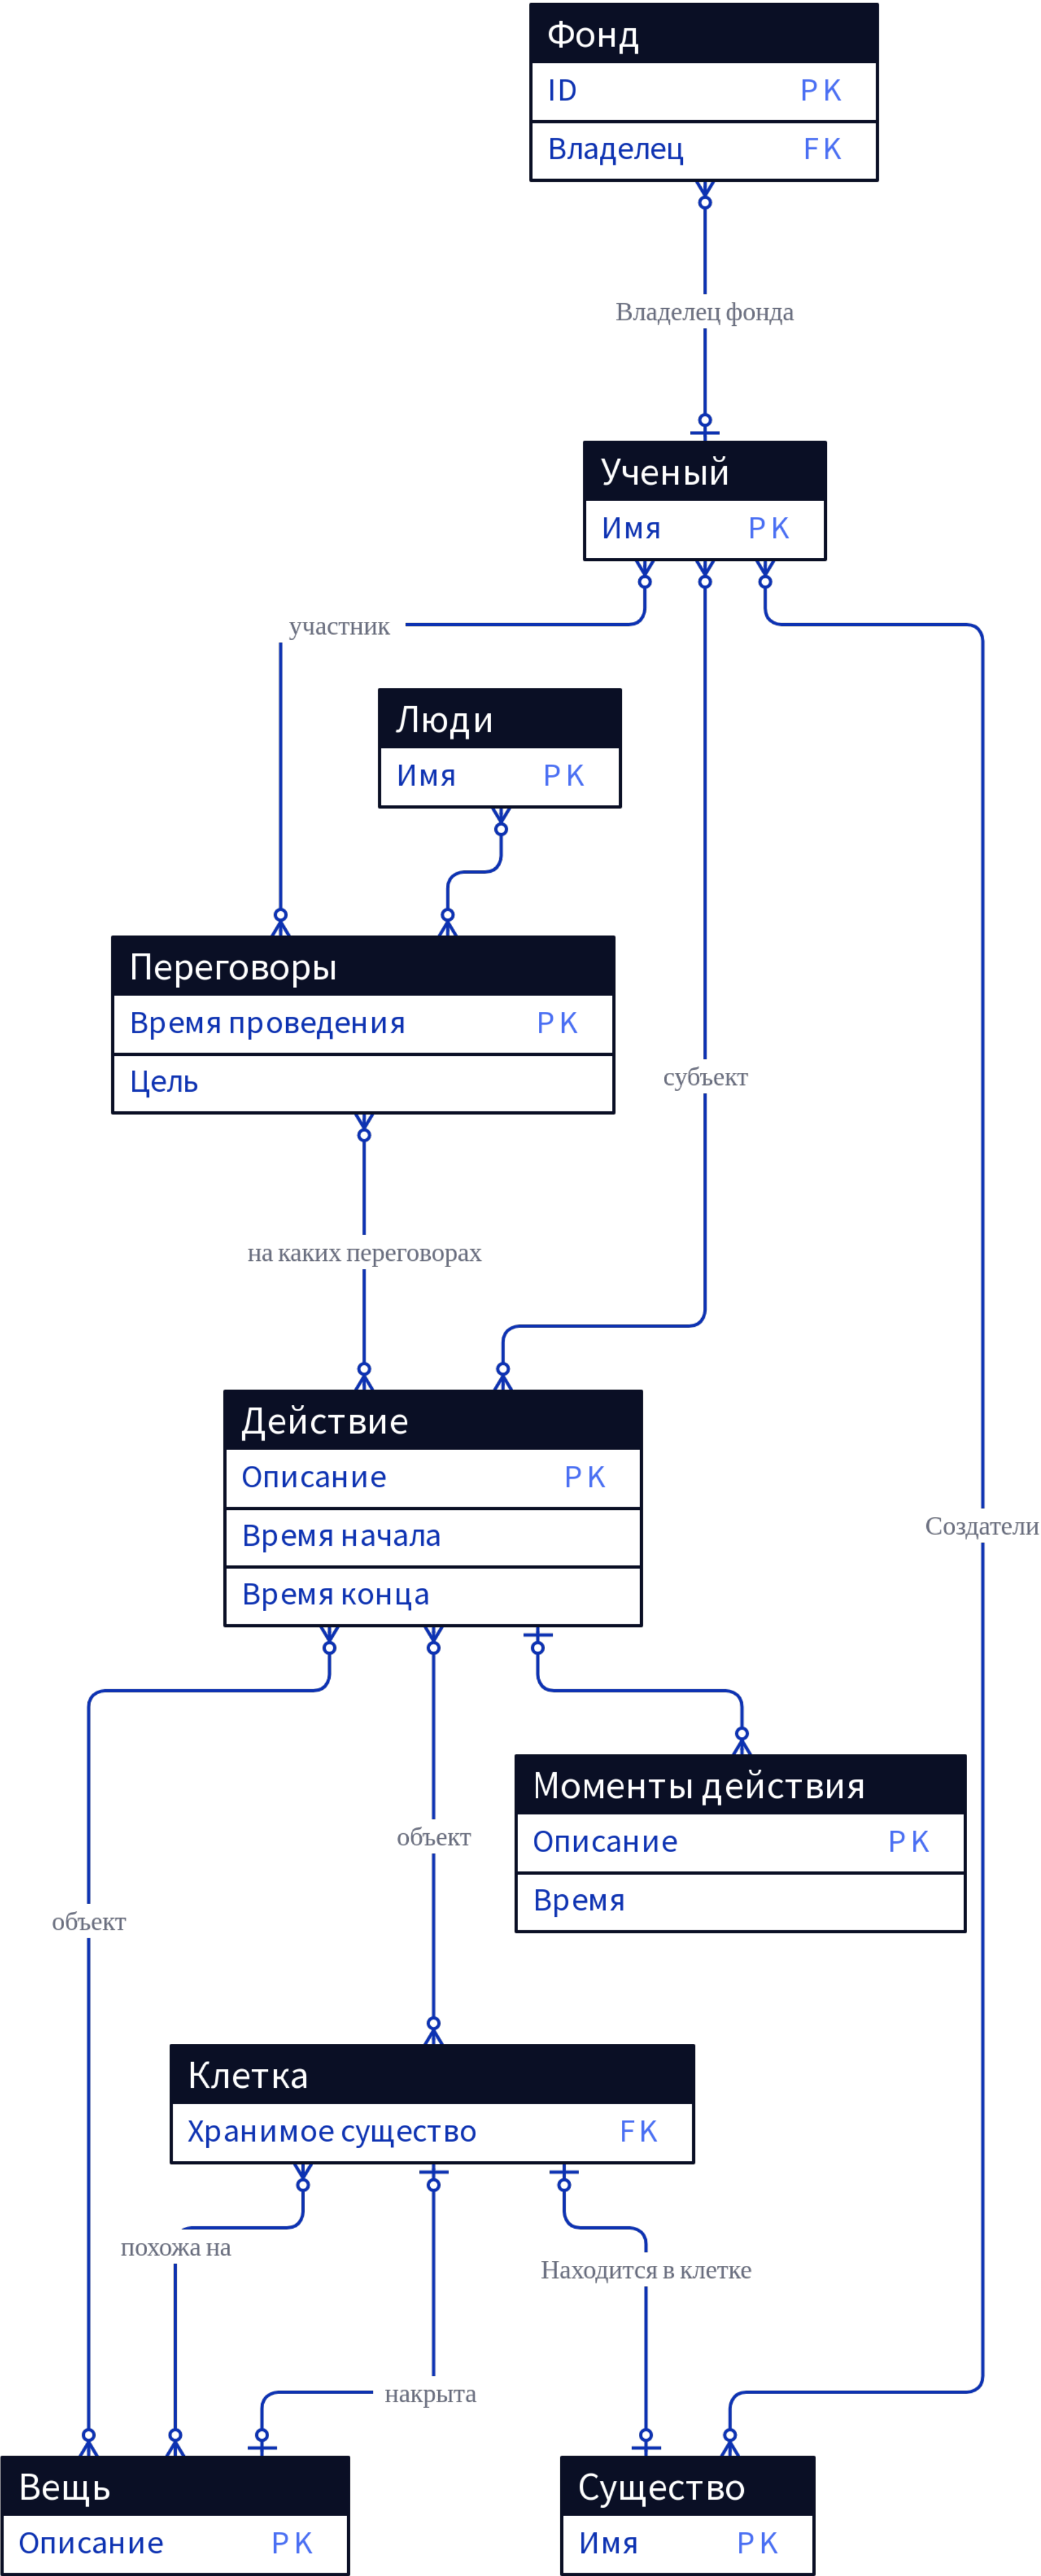 Фонд
ID PK
Владелец FK
Владелец фонда
Ученый
Имя PK
участник
Люди
Имя PK
Переговоры
Время проведения PK
Цель
субъект
на каких переговорах
Действие
Описание PK
Время начала
Время конца
Создатели
Моменты действия
Описание PK
Время
объект
объект
Клетка
Хранимое существо FK
похожа на
Находится в клетке
накрыта
Вещь
Описание PK
Существо
Имя PK